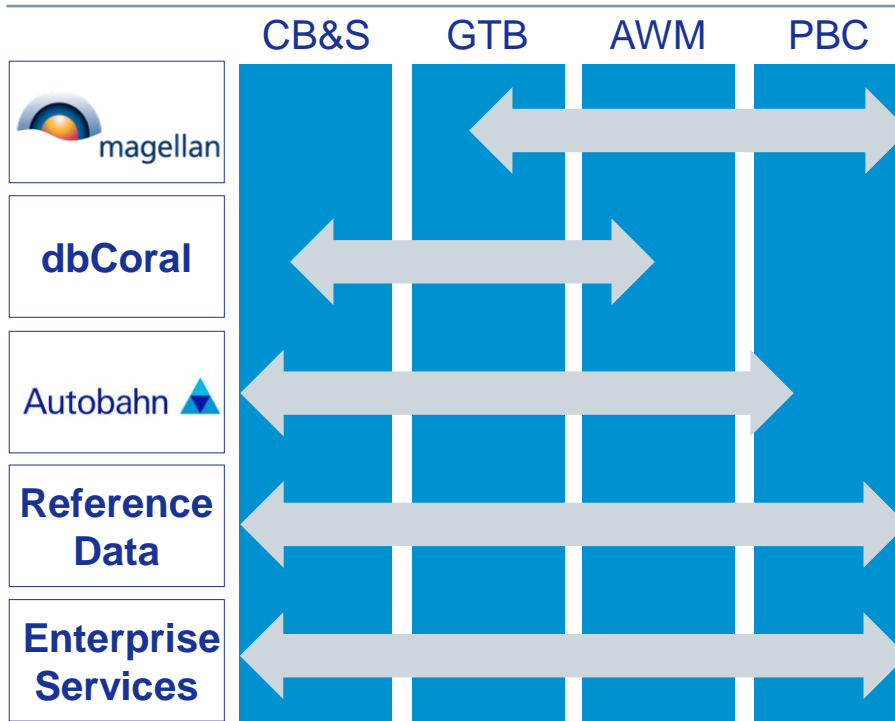 CB&S GTB AWM PBC
magellan
dbCoral
Autobahn
Reference
Data
Enterprise
Services